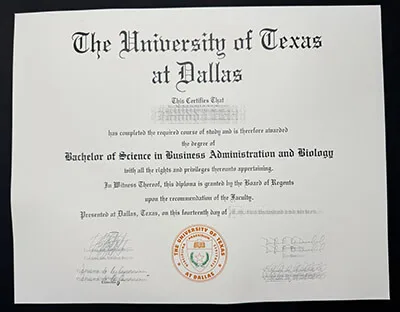 The University of Texas
at Dallas
This Certifies That
has completed the required course of study and is therefore awarded
the degree of
Bachelor of Science in Business Administration and Biology
with all the rights and privileges thereunto appertaining.
In Witness Thereof, this diploma is granted by the Board of Regents
upon the recommendation of the Faculty.
Presented at Dallas, Texas, on this fourteenth day of
THE UNIVERSITY OF TEXAS
AT DALLAS